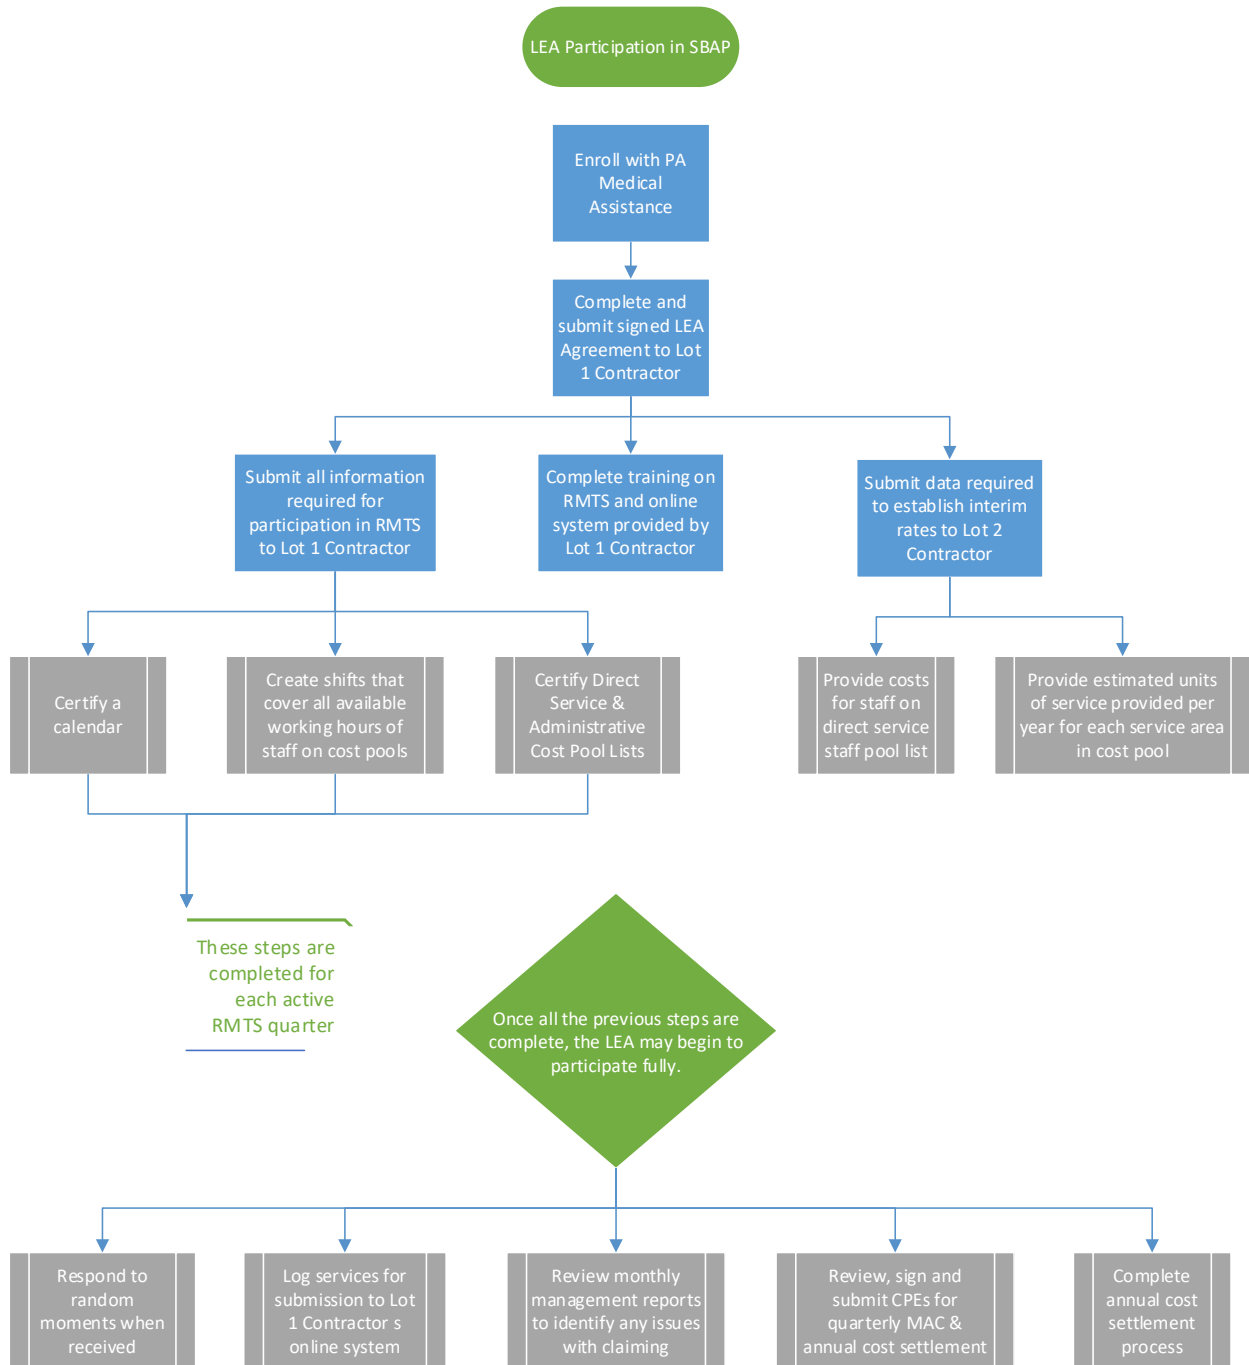 LEA Participation in SBAP
Enroll with PA
Medical
Assistance
Complete and
submit signed LEA
Agreement to Lot
1 Contractor
Submit all information
required for
participation in RMTS
to Lot 1 Contractor
Complete training on
RMTS and online
system provided by
Lot 1 Contractor
Submit data required
to establish interim
rates to Lot 2
Contractor
Certify a
calendar
Create shifts that
cover all available
working hours of
staff on cost pools
Certify Direct
Service &
Administrative
Cost Pool Lists
Provide costs
for staff on
direct service
staff pool list
Provide estimated units
of service provided per
year for each service area
in cost pool
These steps are
completed for
each active
RMTS quarter
Once all the previous steps are
complete, the LEA may begin to
participate fully.
Respond to
random
moments when
received
Log services for
submission to Lot
1 Contractor s
online system
Review monthly
management reports
to identify any issues
with claiming
Review, sign and
submit CPEs for
quarterly MAC &
annual cost settlement
Complete
annual cost
settlement
process